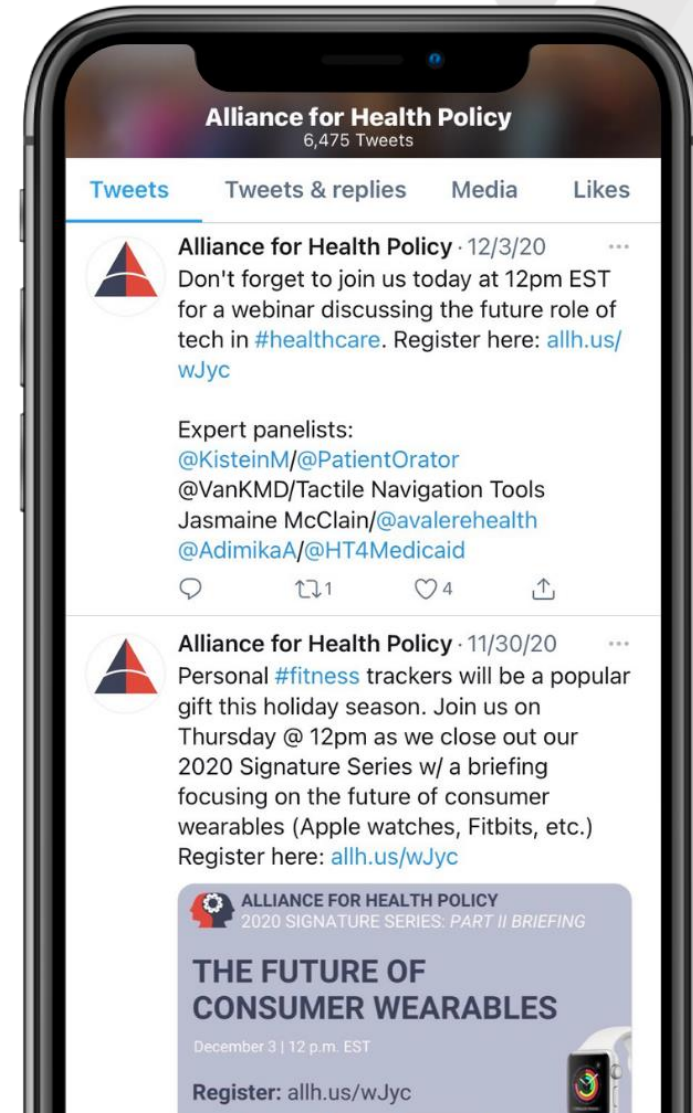 Alliance for Health Policy
6,475 Tweets
Tweets Tweets & replies Media Likes
Alliance for Health Policy · 12/3/20 ...
Don't forget to join us today at 12pm EST
for a webinar discussing the future role of
tech in #healthcare. Register here: allh.us/
wJyc
Expert panelists:
@KisteinM/@PatientOrator
@VanKMD/Tactile Navigation Tools
Jasmaine McClain/@avalerehealth
@AdimikaA/@HT4Medicaid
1 4
Alliance for Health Policy · 11/30/20 ...
Personal #fitness trackers will be a popular
gift this holiday season. Join us on
Thursday @ 12pm as we close out our
2020 Signature Series w/ a briefing
focusing on the future of consumer
wearables (Apple watches, Fitbits, etc.)
Register here: allh.us/wJyc
ALLIANCE FOR HEALTH POLICY
2020 SIGNATURE SERIES: PART II BRIEFING
THE FUTURE OF
CONSUMER WEARABLES
December 3 | 12 p.m. EST
Register: allh.us/wJyc